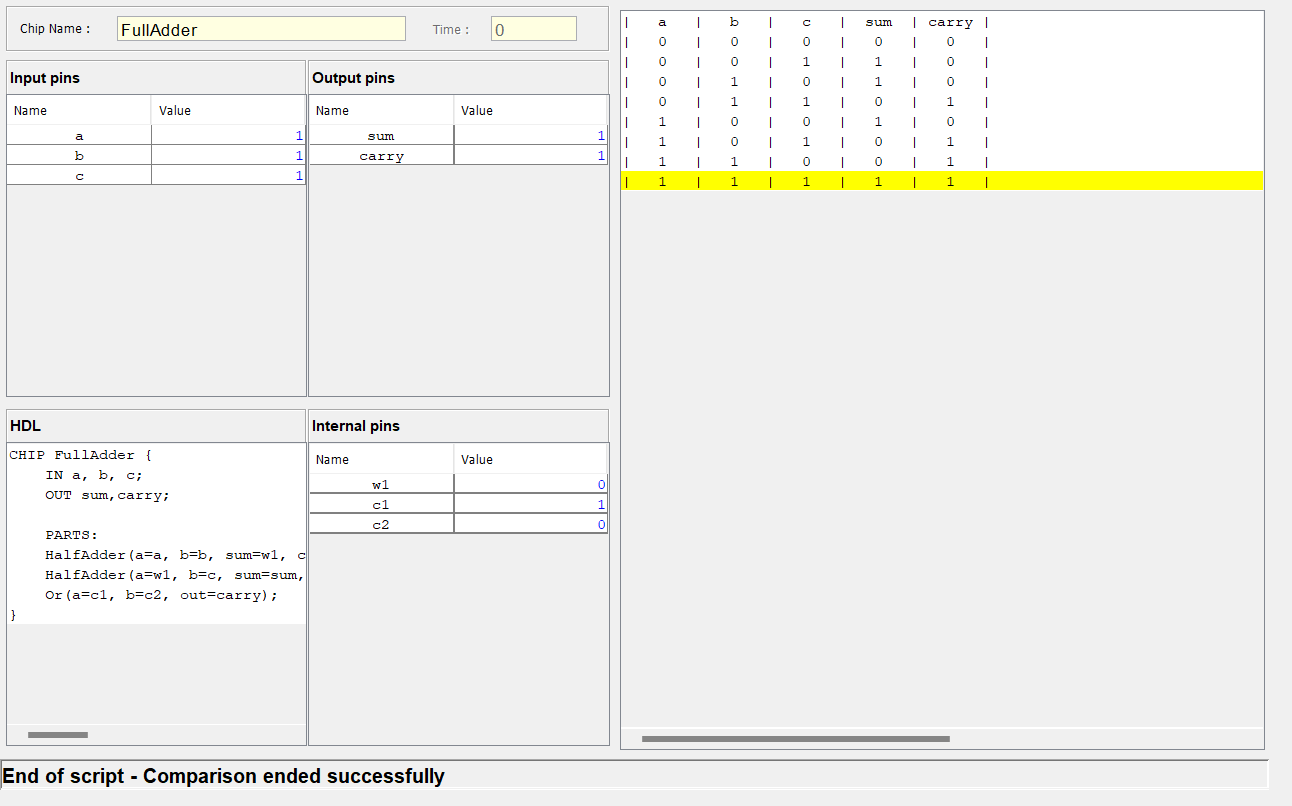 Chip Name : FullAdder Time : 0
Input pins
Name Value
a 1
b 1
c 1
Output pins
Name Value
sum 1
carry 1
HDL
CHIP FullAdder {
    IN a, b, c;
    OUT sum,carry;

    PARTS:
    HalfAdder(a=a, b=b, sum=w1, c
    HalfAdder(a=w1, b=c, sum=sum,
    Or(a=c1, b=c2, out=carry);
}
Internal pins
Name Value
w1 0
c1 1
c2 0
| a | b | c | sum | carry |
| 0 | 0 | 0 | 0 | 0 |
| 0 | 0 | 1 | 1 | 0 |
| 0 | 1 | 0 | 1 | 0 |
| 0 | 1 | 1 | 0 | 1 |
| 1 | 0 | 0 | 1 | 0 |
| 1 | 0 | 1 | 0 | 1 |
| 1 | 1 | 0 | 0 | 1 |
| 1 | 1 | 1 | 1 | 1 |
End of script - Comparison ended successfully